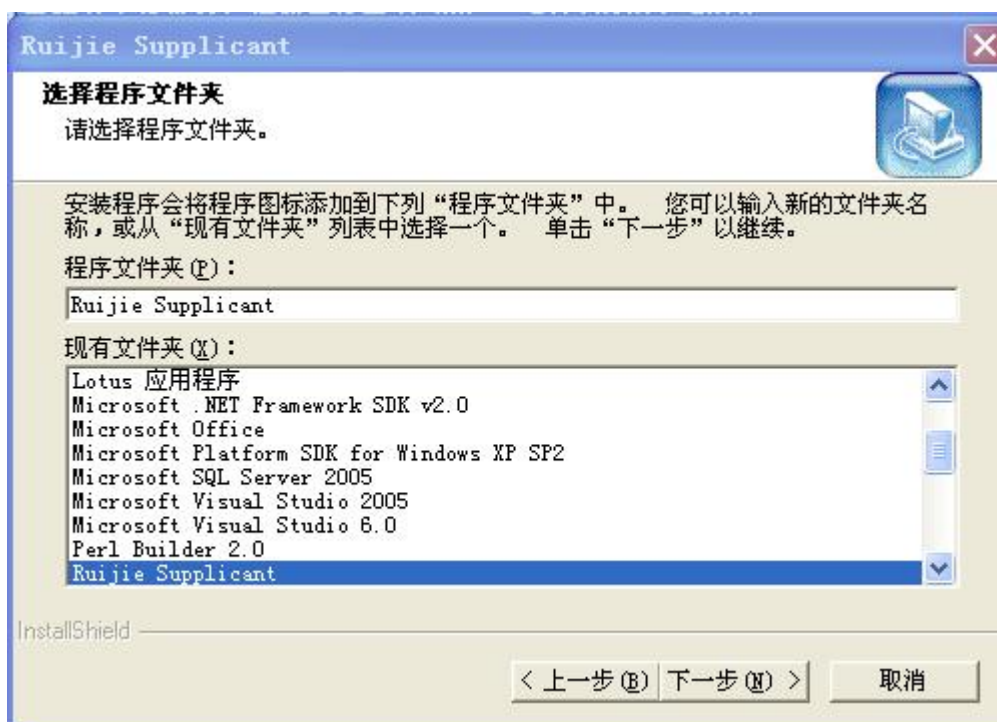 Ruijie Supplicant
选择程序文件夹
请选择程序文件夹。
安装程序会将程序图标添加到下列“程序文件夹”中。 您可以输入新的文件夹名
称，或从“现有文件夹”列表中选择一个。 单击“下一步”以继续。
程序文件夹(P)：
Ruijie Supplicant
现有文件夹(X)：
Lotus 应用程序
Microsoft .NET Framework SDK v2.0
Microsoft Office
Microsoft Platform SDK for Windows XP SP2
Microsoft SQL Server 2005
Microsoft Visual Studio 2005
Microsoft Visual Studio 6.0
Perl Builder 2.0
Ruijie Supplicant
InstallShield
< 上一步(B) 下一步(N) > 取消